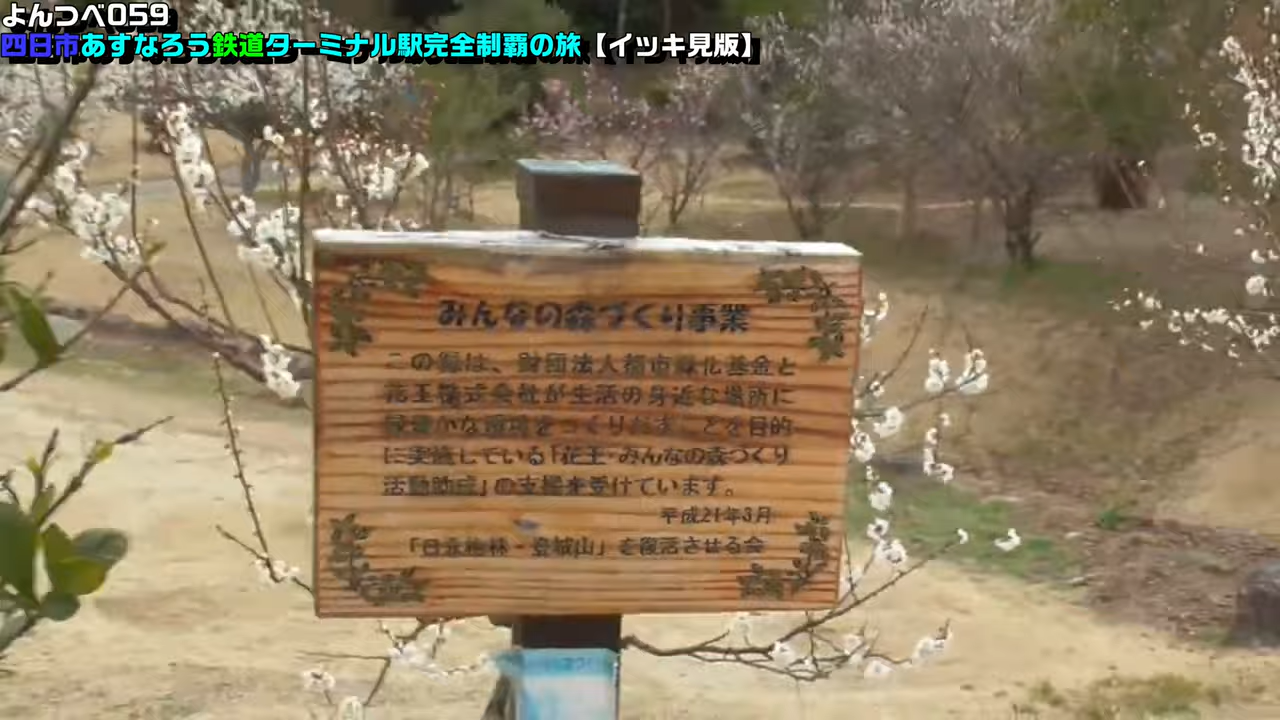 よんつべ059
四日市あすなろう鉄道ターミナル駅完全制覇の旅【イッキ見版】
みんなの森づくり事業
この森は、財団法人都市緑化基金と
花王株式会社が生活の身近な場所に
緑豊かな環境をつくりだすことを目的
に実施している「花王・みんなの森づくり
活動助成」の支援を受けています。
平成21年3月
「日永梅林・登城山」を復活させる会